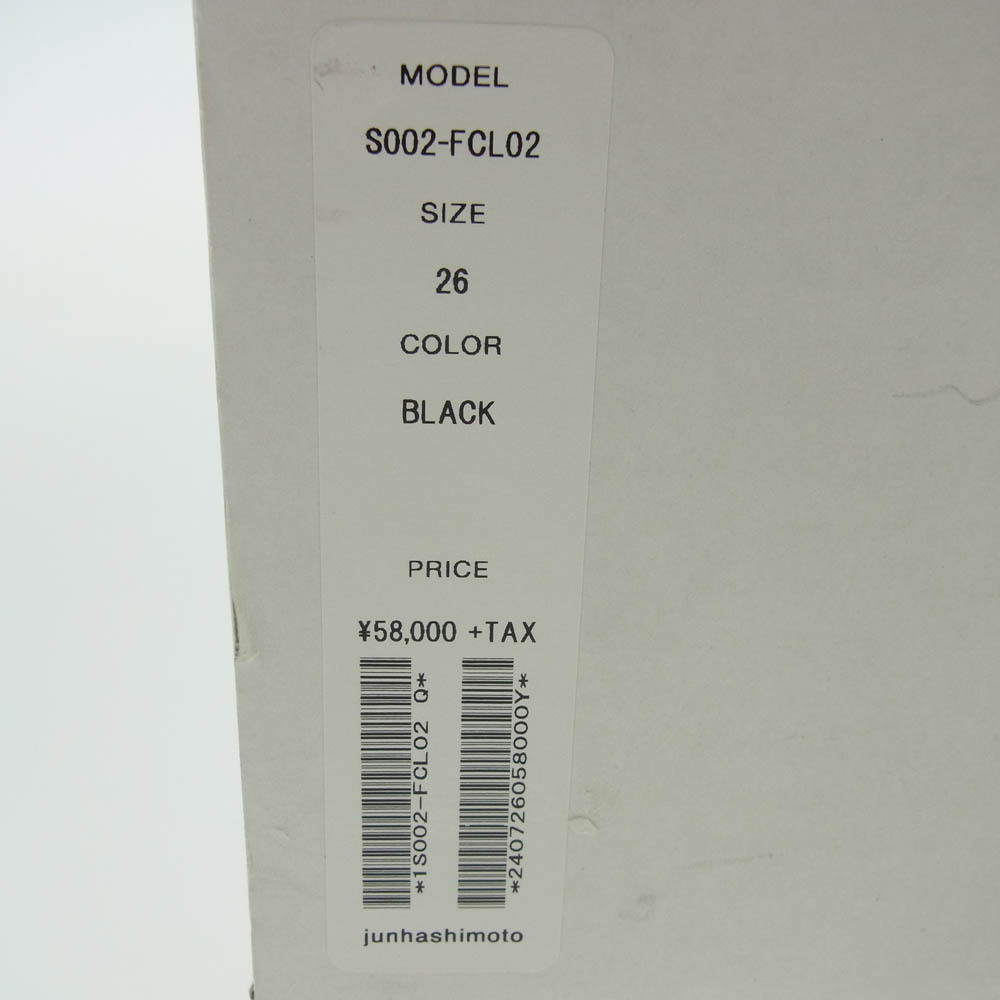 MODEL
S002-FCL02
SIZE
26
COLOR
BLACK
PRICE
¥58,000 +TAX
*1S002-FCL02 Q*
*240726058000Y*
junhashimoto